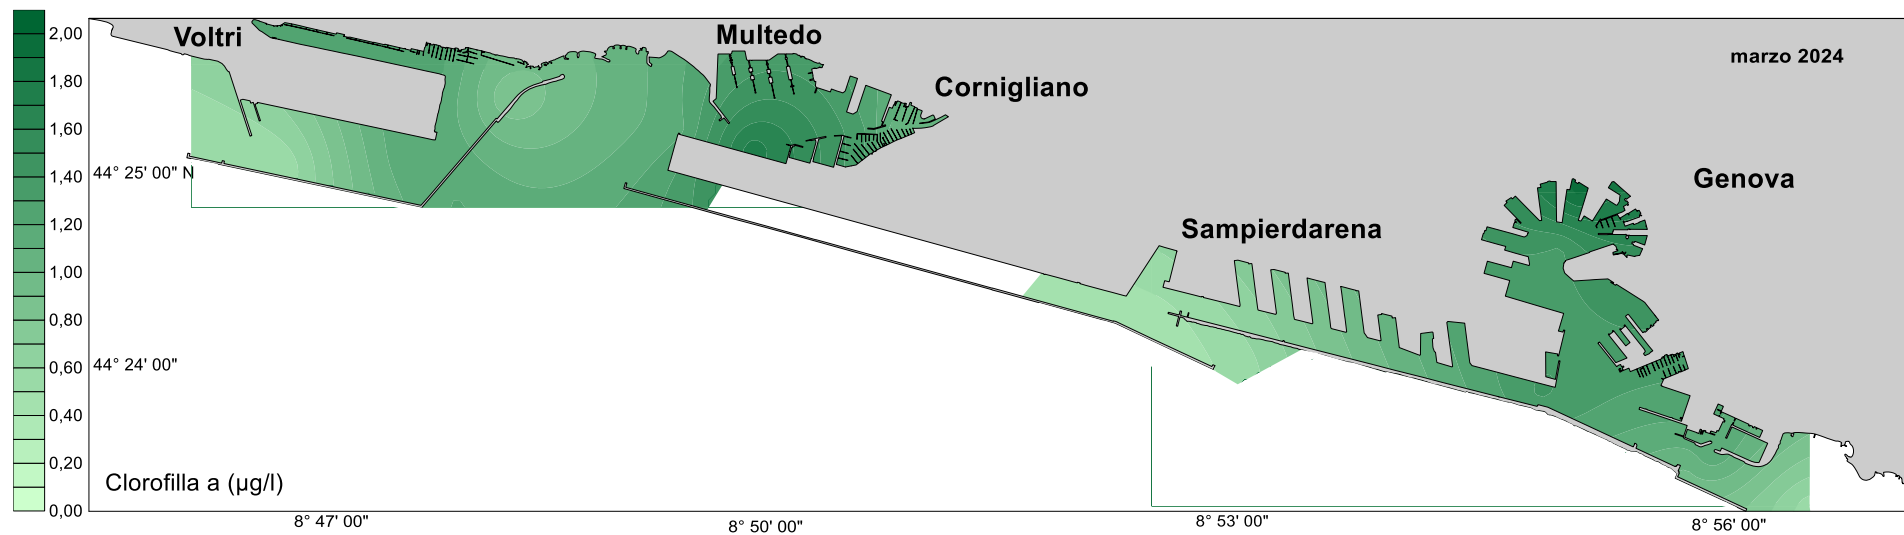 Voltri
Multedo
Cornigliano
marzo 2024
Genova
Sampierdarena
2,00
1,80
1,60
1,40
1,20
1,00
0,80
0,60
0,40
0,20
0,00
44° 25' 00" N
44° 24' 00"
Clorofilla a (µg/l)
8° 47' 00"
8° 50' 00"
8° 53' 00"
8° 56' 00"